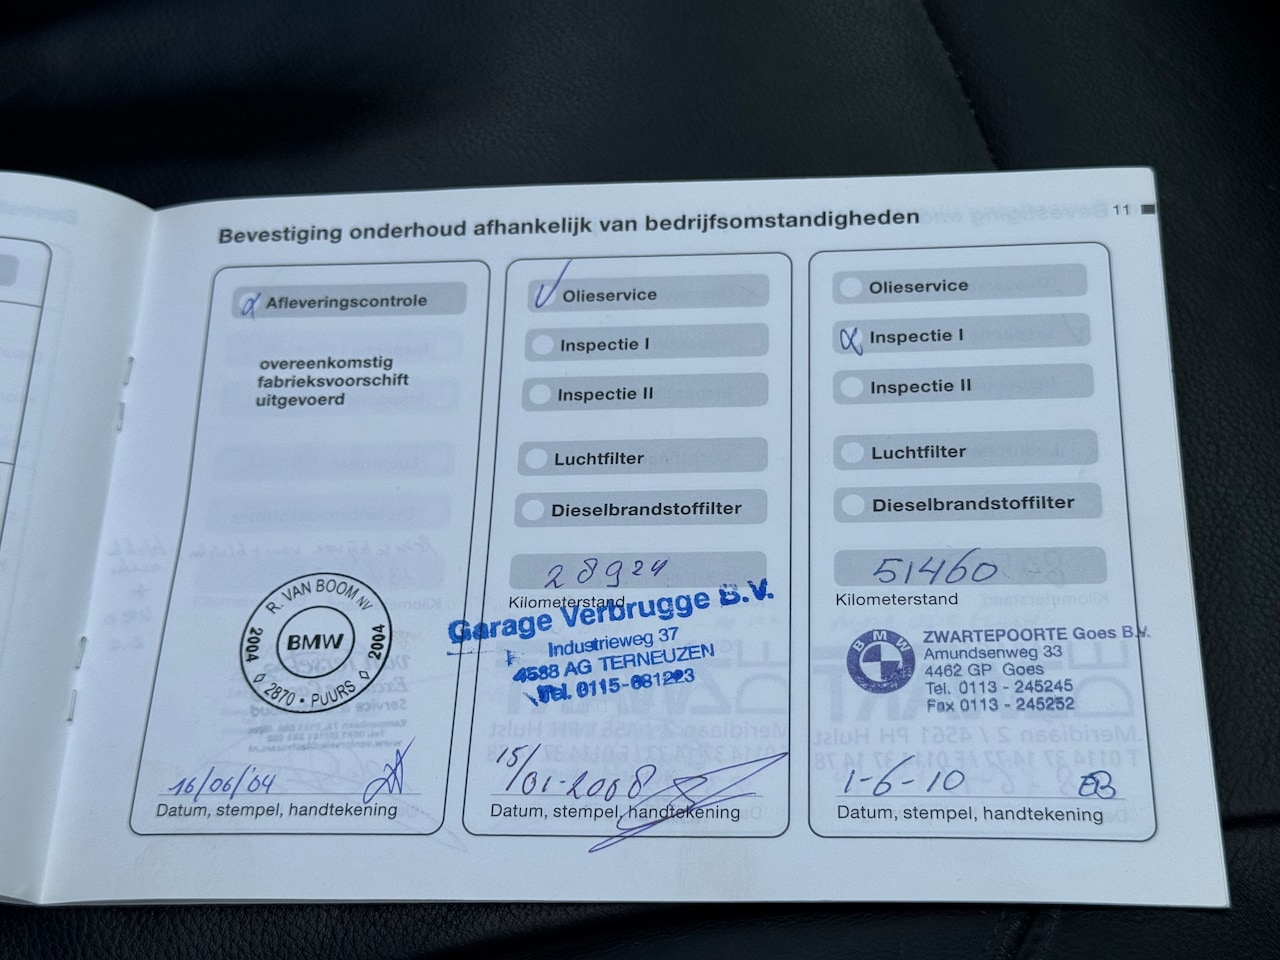 11
Bevestiging onderhoud afhankelijk van bedrijfsomstandigheden
Afleveringscontrole
overeenkomstig
fabrieksvoorschift
uitgevoerd
R. VAN BOOM NV
2004
BMW
2004
2870 • PUURS
16/06/04
Datum, stempel, handtekening
Olieservice
Inspectie I
Inspectie II
Luchtfilter
Dieselbrandstoffilter
28924
Kilometerstand
Garage Verbrugge B.V.
Industrieweg 37
4538 AG TERNEUZEN
Tel. 0115-681223
15/01-2008
Datum, stempel, handtekening
Olieservice
Inspectie I
Inspectie II
Luchtfilter
Dieselbrandstoffilter
51460
Kilometerstand
BMW
ZWARTEPOORTE Goes B.V.
Amundsenweg 33
4462 GP Goes
Tel. 0113 - 245245
Fax 0113 - 245252
1-6-10
Datum, stempel, handtekening